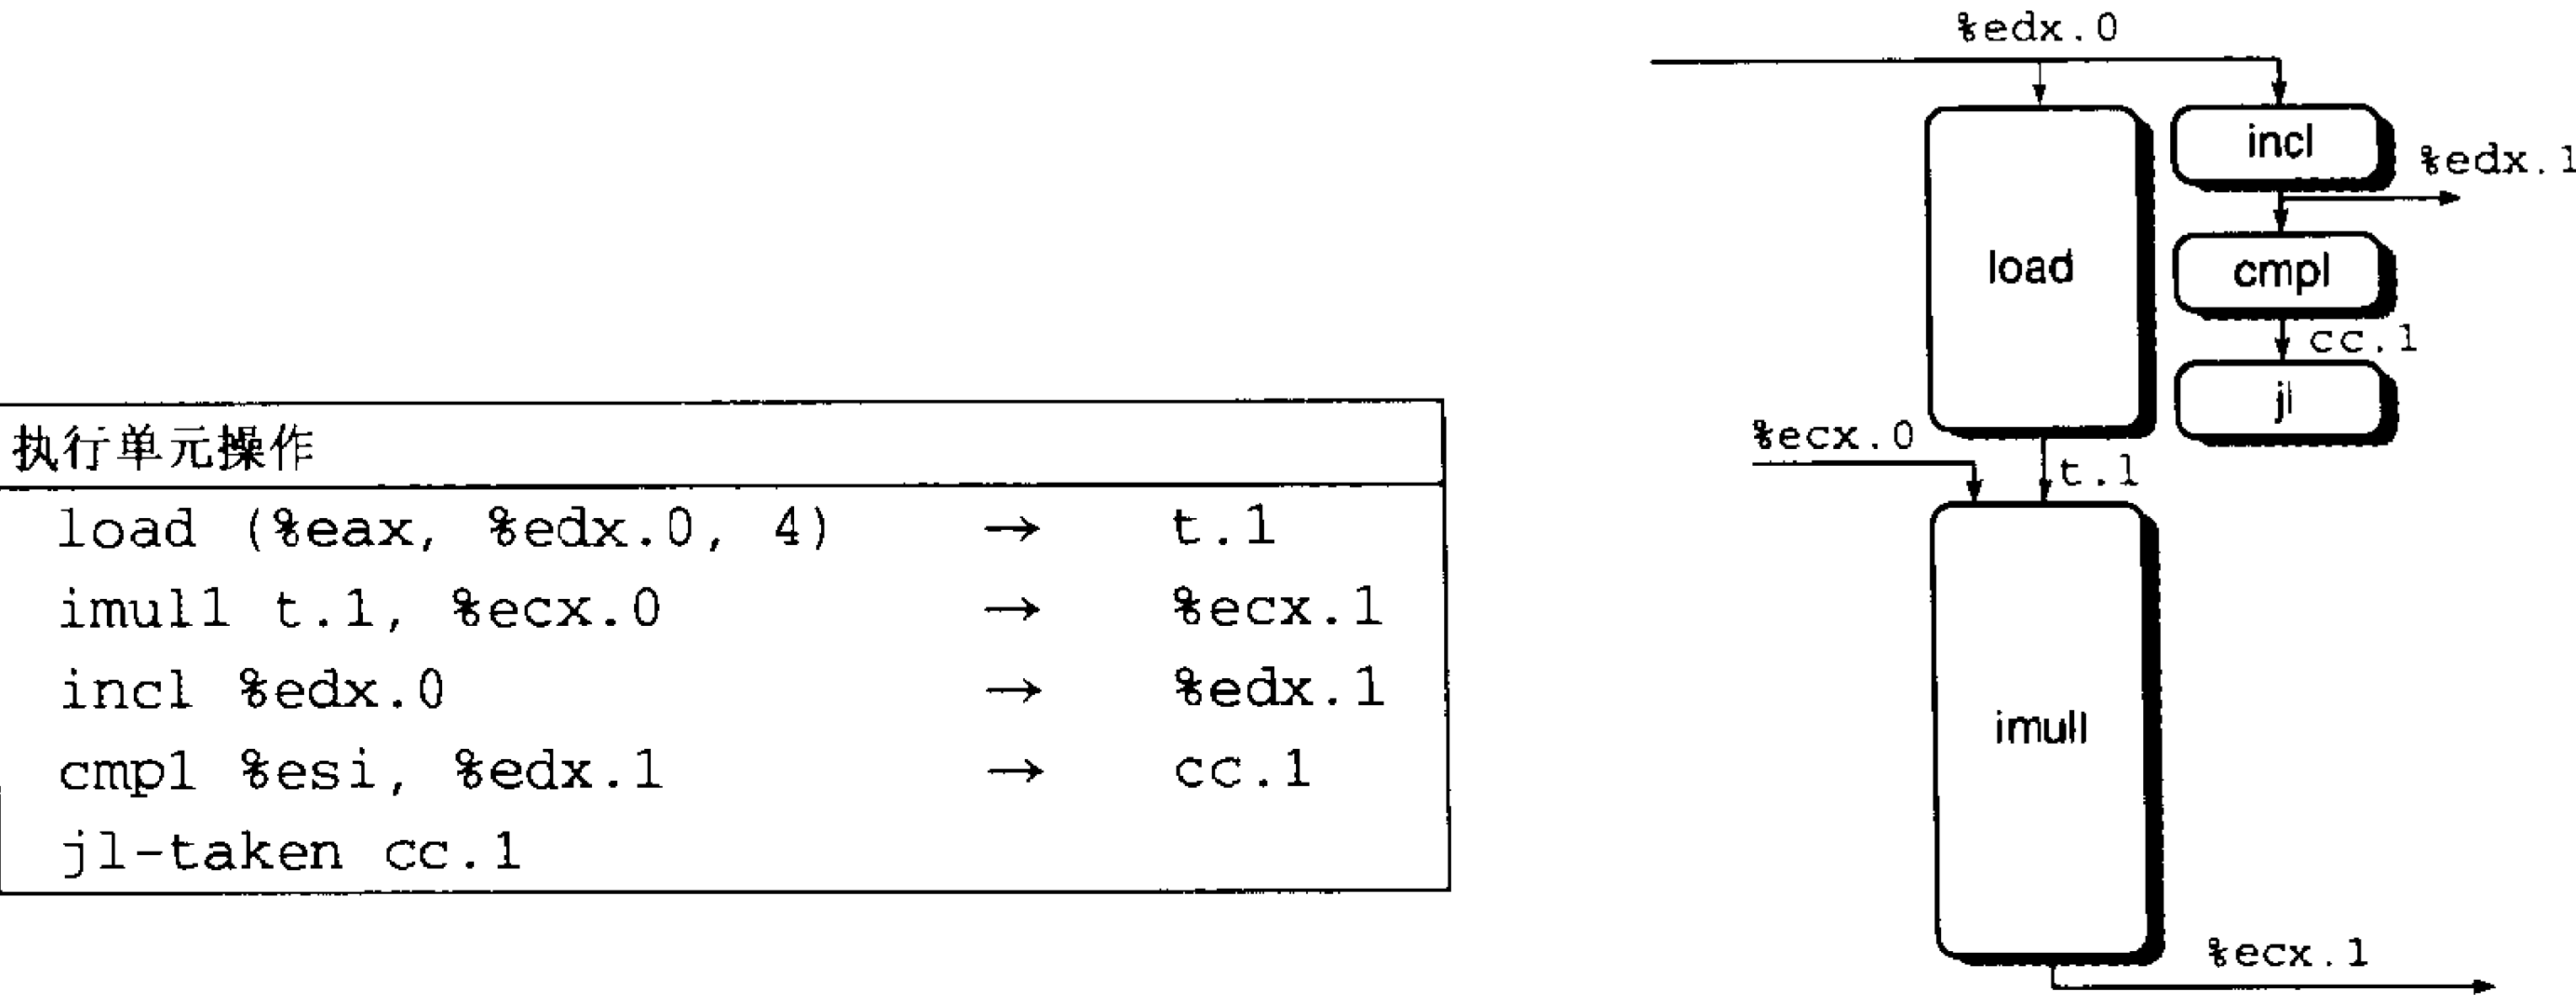 执行单元操作
load (%eax, %edx.0, 4) → t.1
imull t.1, %ecx.0 → %ecx.1
incl %edx.0 → %edx.1
cmpl %esi, %edx.1 → cc.1
jl-taken cc.1
%edx.0
incl
%edx.1
load
cmpl
cc.1
jl
%ecx.0
t.1
imull
%ecx.1